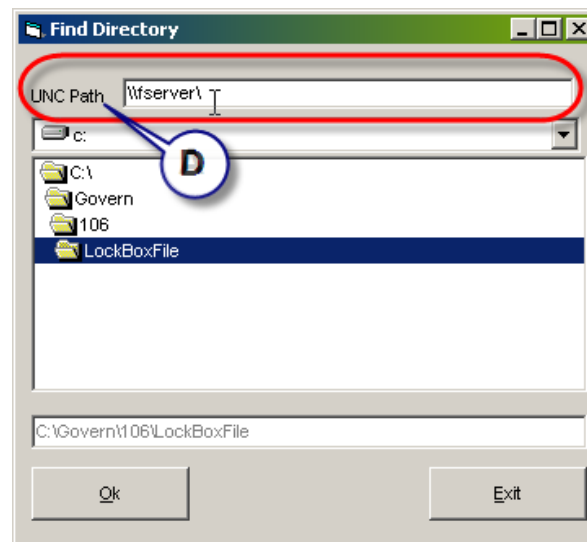 Find Directory
UNC Path \\fserver\
D
c:
C:\
Govern
106
LockBoxFile
C:\Govern\106\LockBoxFile
Ok Exit